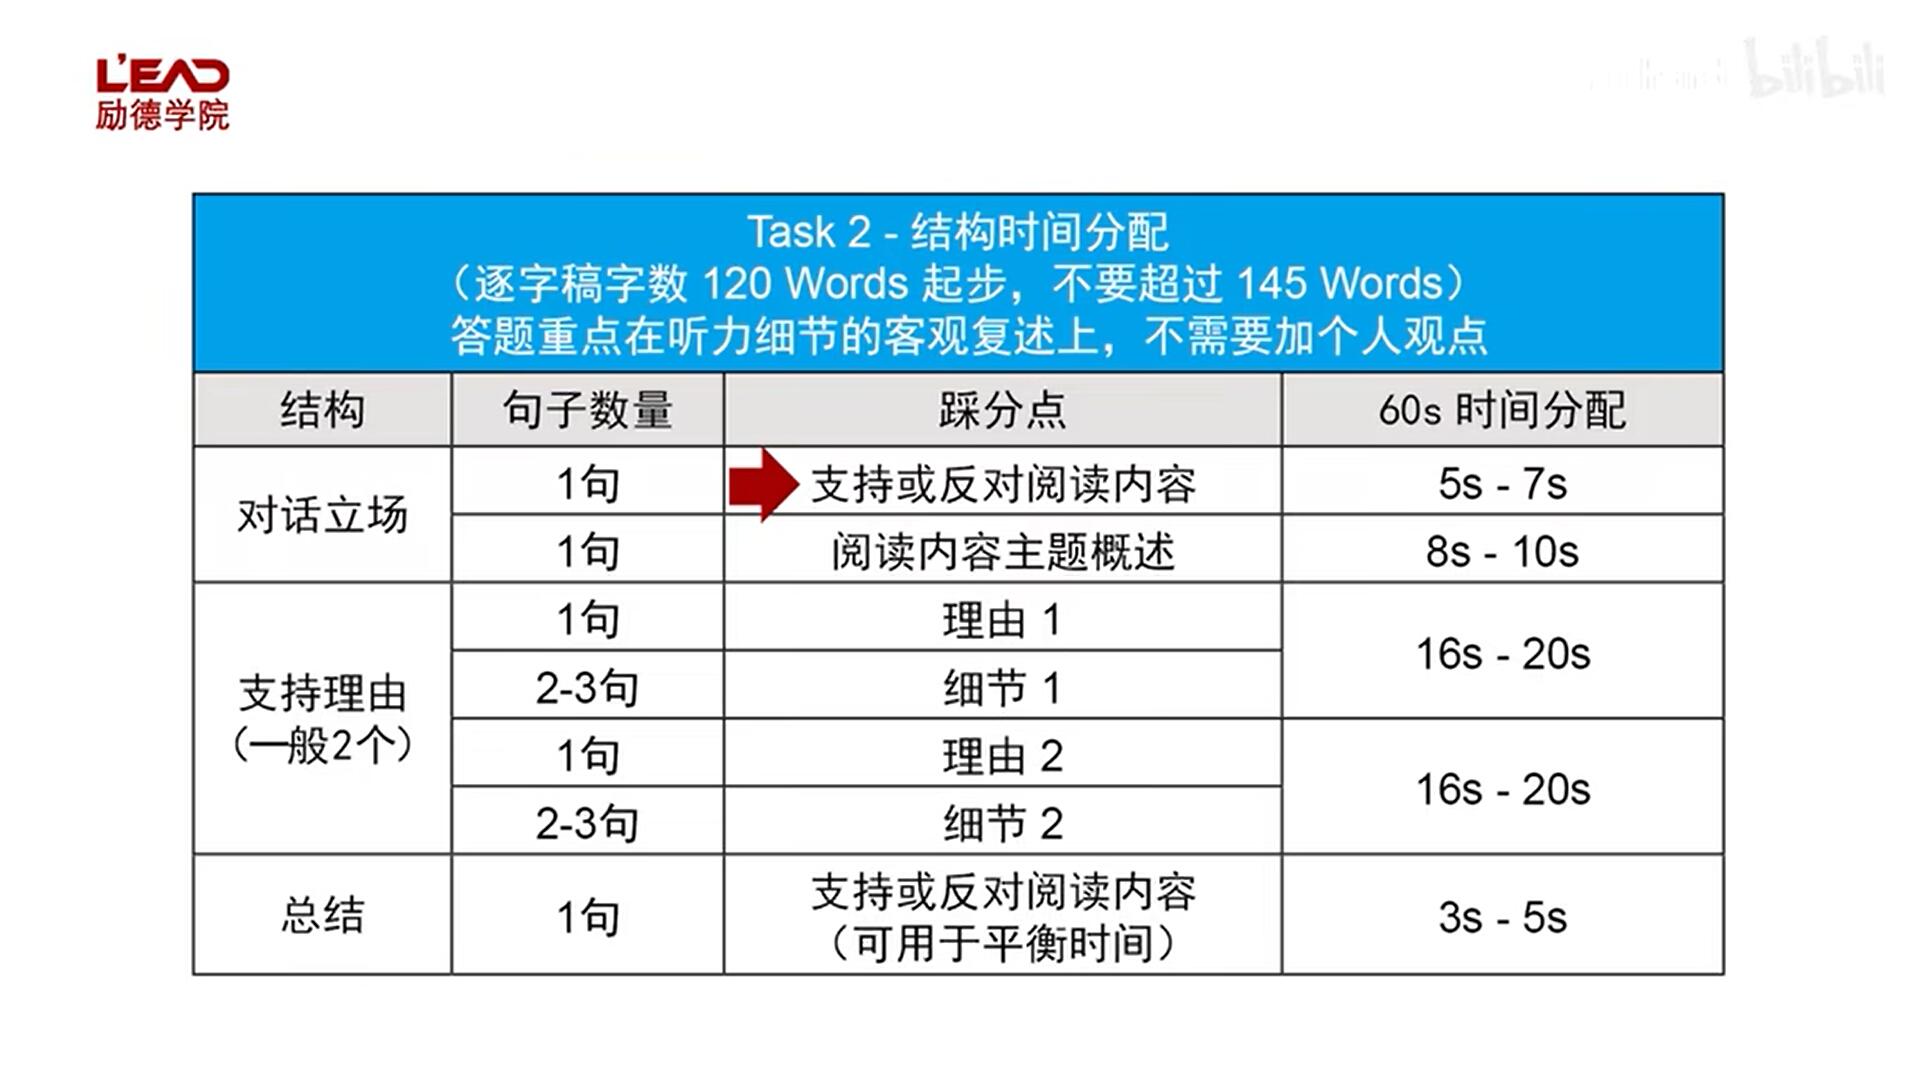 L'EAD
励德学院
bilibili
Task 2 - 结构时间分配
（逐字稿字数 120 Words 起步，不要超过 145 Words）
答题重点在听力细节的客观复述上，不需要加个人观点
结构
句子数量
踩分点
60s 时间分配
对话立场
1句
支持或反对阅读内容
5s - 7s
1句
阅读内容主题概述
8s - 10s
支持理由
（一般2个）
1句
理由 1
16s - 20s
2-3句
细节 1
1句
理由 2
16s - 20s
2-3句
细节 2
总结
1句
支持或反对阅读内容
（可用于平衡时间）
3s - 5s